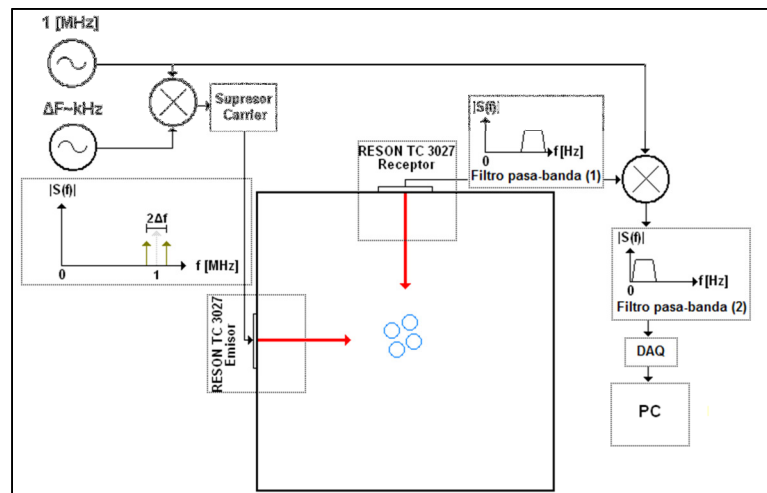 1 [MHz]
ΔF~kHz
Supresor
Carrier
|S(f)|
2Δf
0
1
f [MHz]
RESON TC 3027
Emisor
RESON TC 3027
Receptor
|S(f)|
0
f[Hz]
Filtro pasa-banda (1)
|S(f)|
0
f[Hz]
Filtro pasa-banda (2)
DAQ
PC